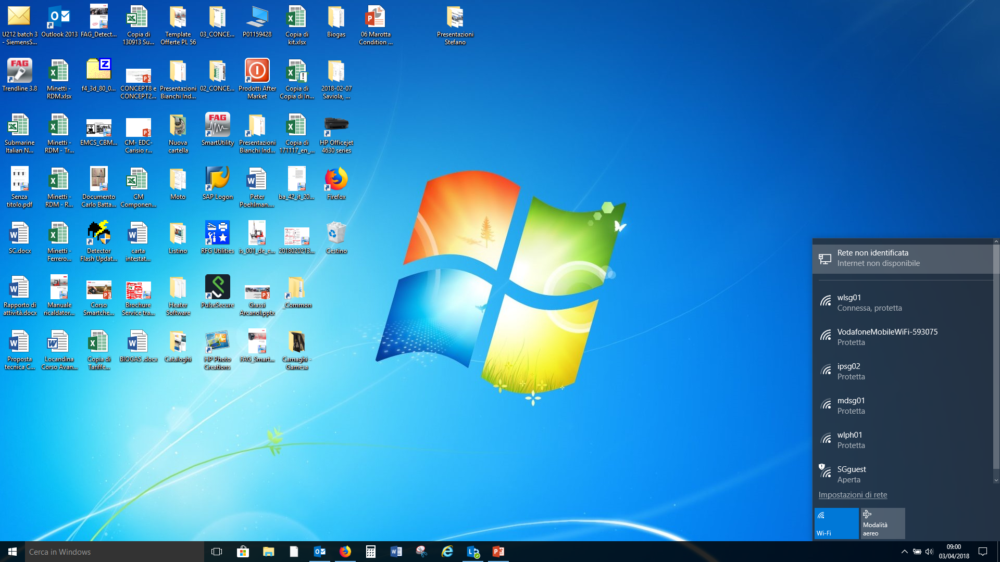 U212 batch 3
- SiemensS...
Outlook 2013
FAG_Detect...
Copia di
130913 Su...
Template
Offerte PL 56
03_CONCE...
P01159428
Copia di
kit.xlsx
Biogas
06 Marotta
Condition ...
Presentazioni
Stefano
FAG
Trendline 3.8
Minetti -
RDM.xlsx
f4_3d_80_0...
CONCEPT8 e
CONCEPT2...
Presentazioni
Bianchi Ind...
02_CONCE...
Prodotti After
Market
Copia di
Copia di In...
2018-02-07
Saviola, ...
Submarine
Italian N...
Minetti -
RDM - Tr...
EMCS_CBM...
CM- EDC-
Carisio r...
Nuova
cartella
FAG
SmartUtility
Presentazioni
Bianchi Ind...
Copia di
171117_en_...
HP Officejet
4630 series
Senza
titolo.pdf
Minetti -
RDM - R...
Documento
Carlo Batta...
CM
Componen...
Moto
SAP Logon
Peter
Poehlman....
ba_42_it_20...
Firefox
SC.docx
Minetti -
Ferrero...
Detector
Flash Updat...
carta
intestat...
Listino
RFG Utilities
is_001_de_e...
2018020213...
Cestino
Rapporto di
attività.docx
Manuale
ricaldator...
Corso
Smartche...
Brochure
Service tra...
Heater
Software
PulseSecure
Grassi
Arcanol.pptx
_Common
Proposta
tecnica C...
Locandina
Corso Avan...
Copia di
Tariffe...
BIOGAS .docx
Cataloghi
HP Photo
Creations
FAG_Smart...
Carnaghi -
Gamesa
Rete non identificata
Internet non disponibile
wlsg01
Connessa, protetta
VodafoneMobileWiFi-593075
Protetta
ipsg02
Protetta
mdsg01
Protetta
wlph01
Protetta
SGguest
Aperta
Impostazioni di rete
Wi-Fi
Modalità
aereo
Cerca in Windows
09:00
03/04/2018